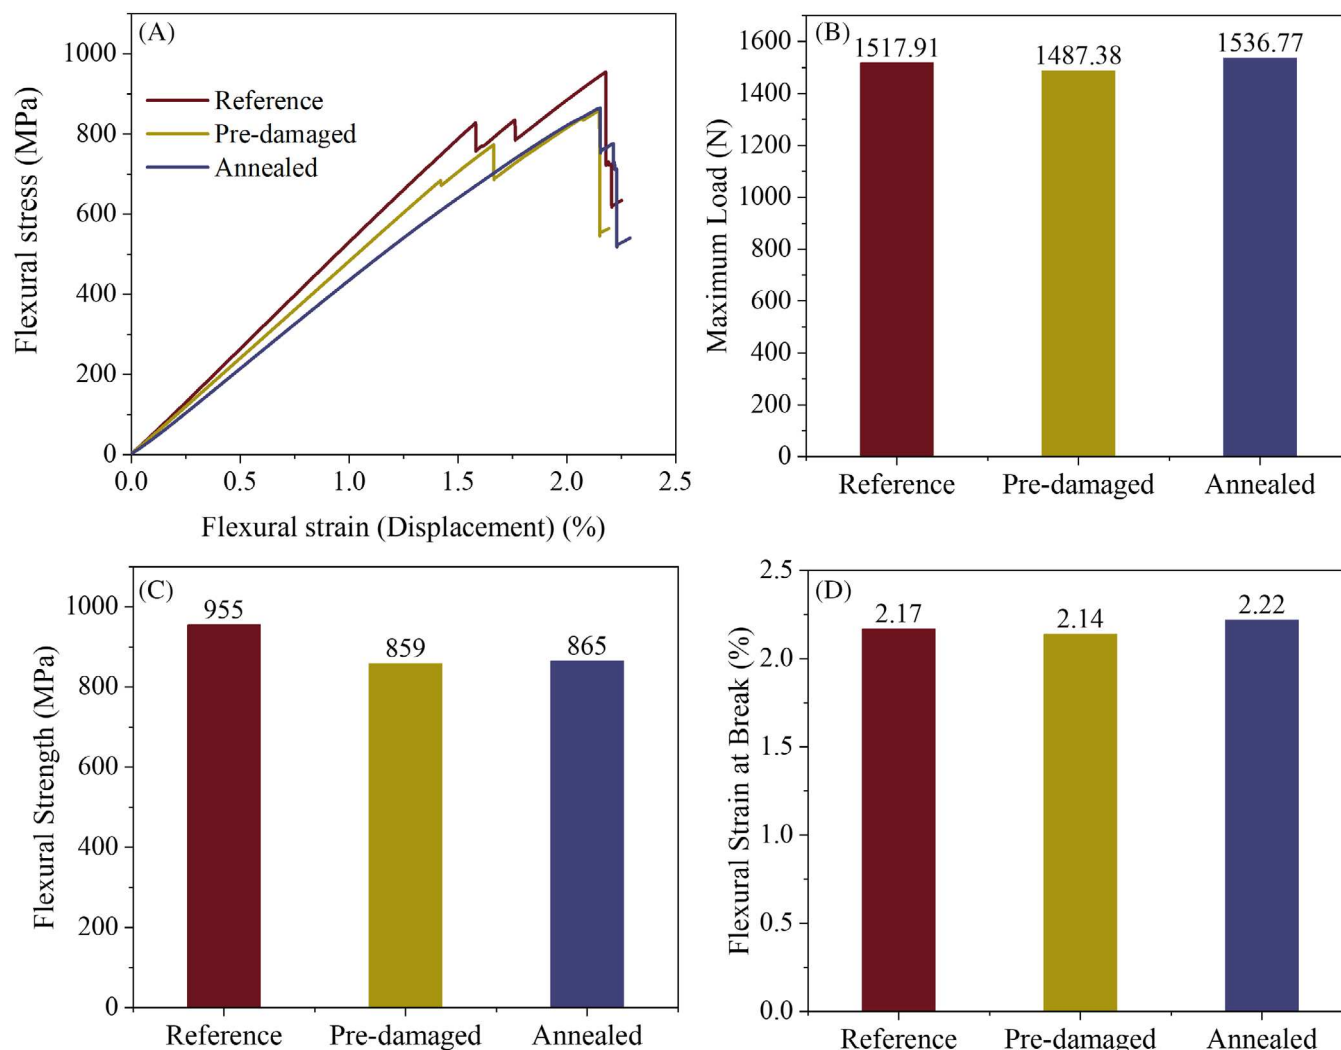 (A)
Flexural stress (MPa)
1000
800
600
400
200
0
Reference
Pre-damaged
Annealed
0.0 0.5 1.0 1.5 2.0 2.5
Flexural strain (Displacement) (%)
(B)
Maximum Load (N)
1600
1400
1200
1000
800
600
400
200
0
1517.91 1487.38 1536.77
Reference Pre-damaged Annealed
(C)
Flexural Strength (MPa)
1000
800
600
400
200
0
955 859 865
Reference Pre-damaged Annealed
(D)
Flexural Strain at Break (%)
2.5
2.0
1.5
1.0
0.5
0.0
2.17 2.14 2.22
Reference Pre-damaged Annealed